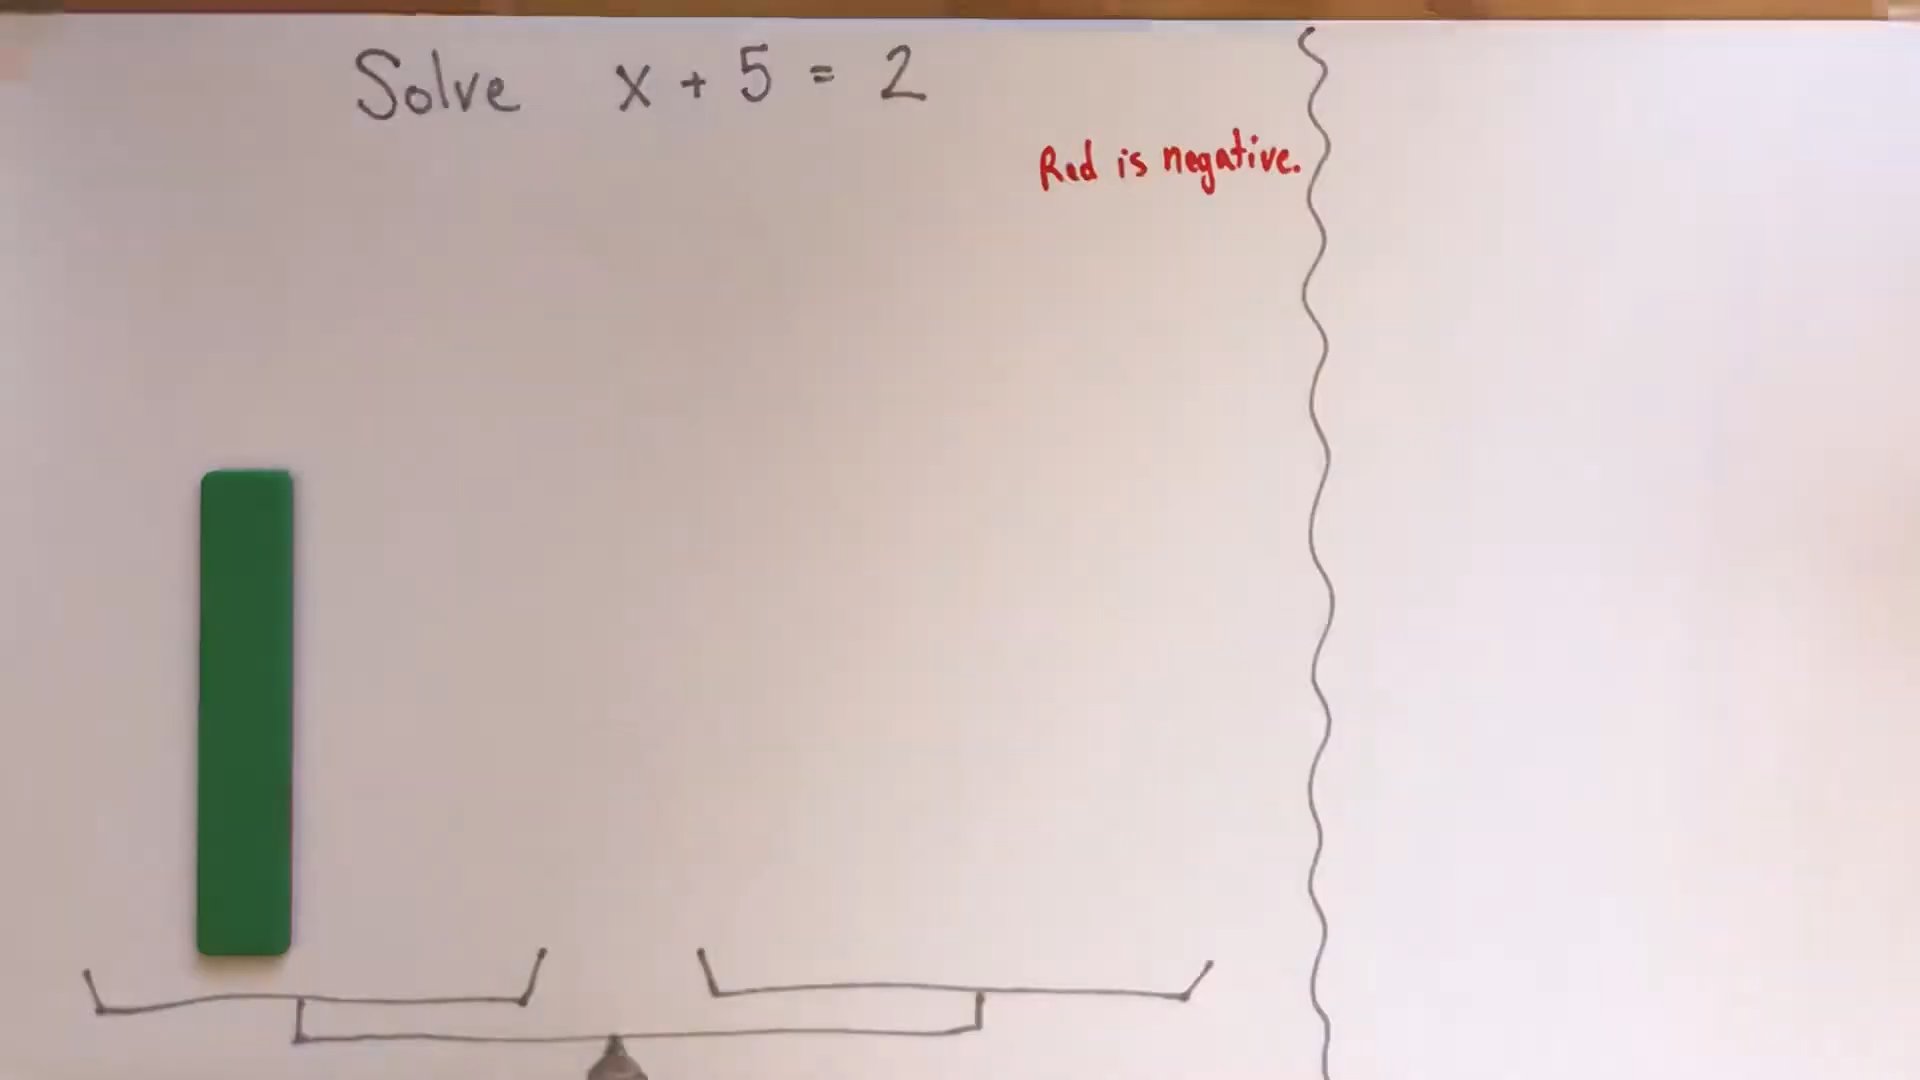 Solve x + 5 = 2
Red is negative.